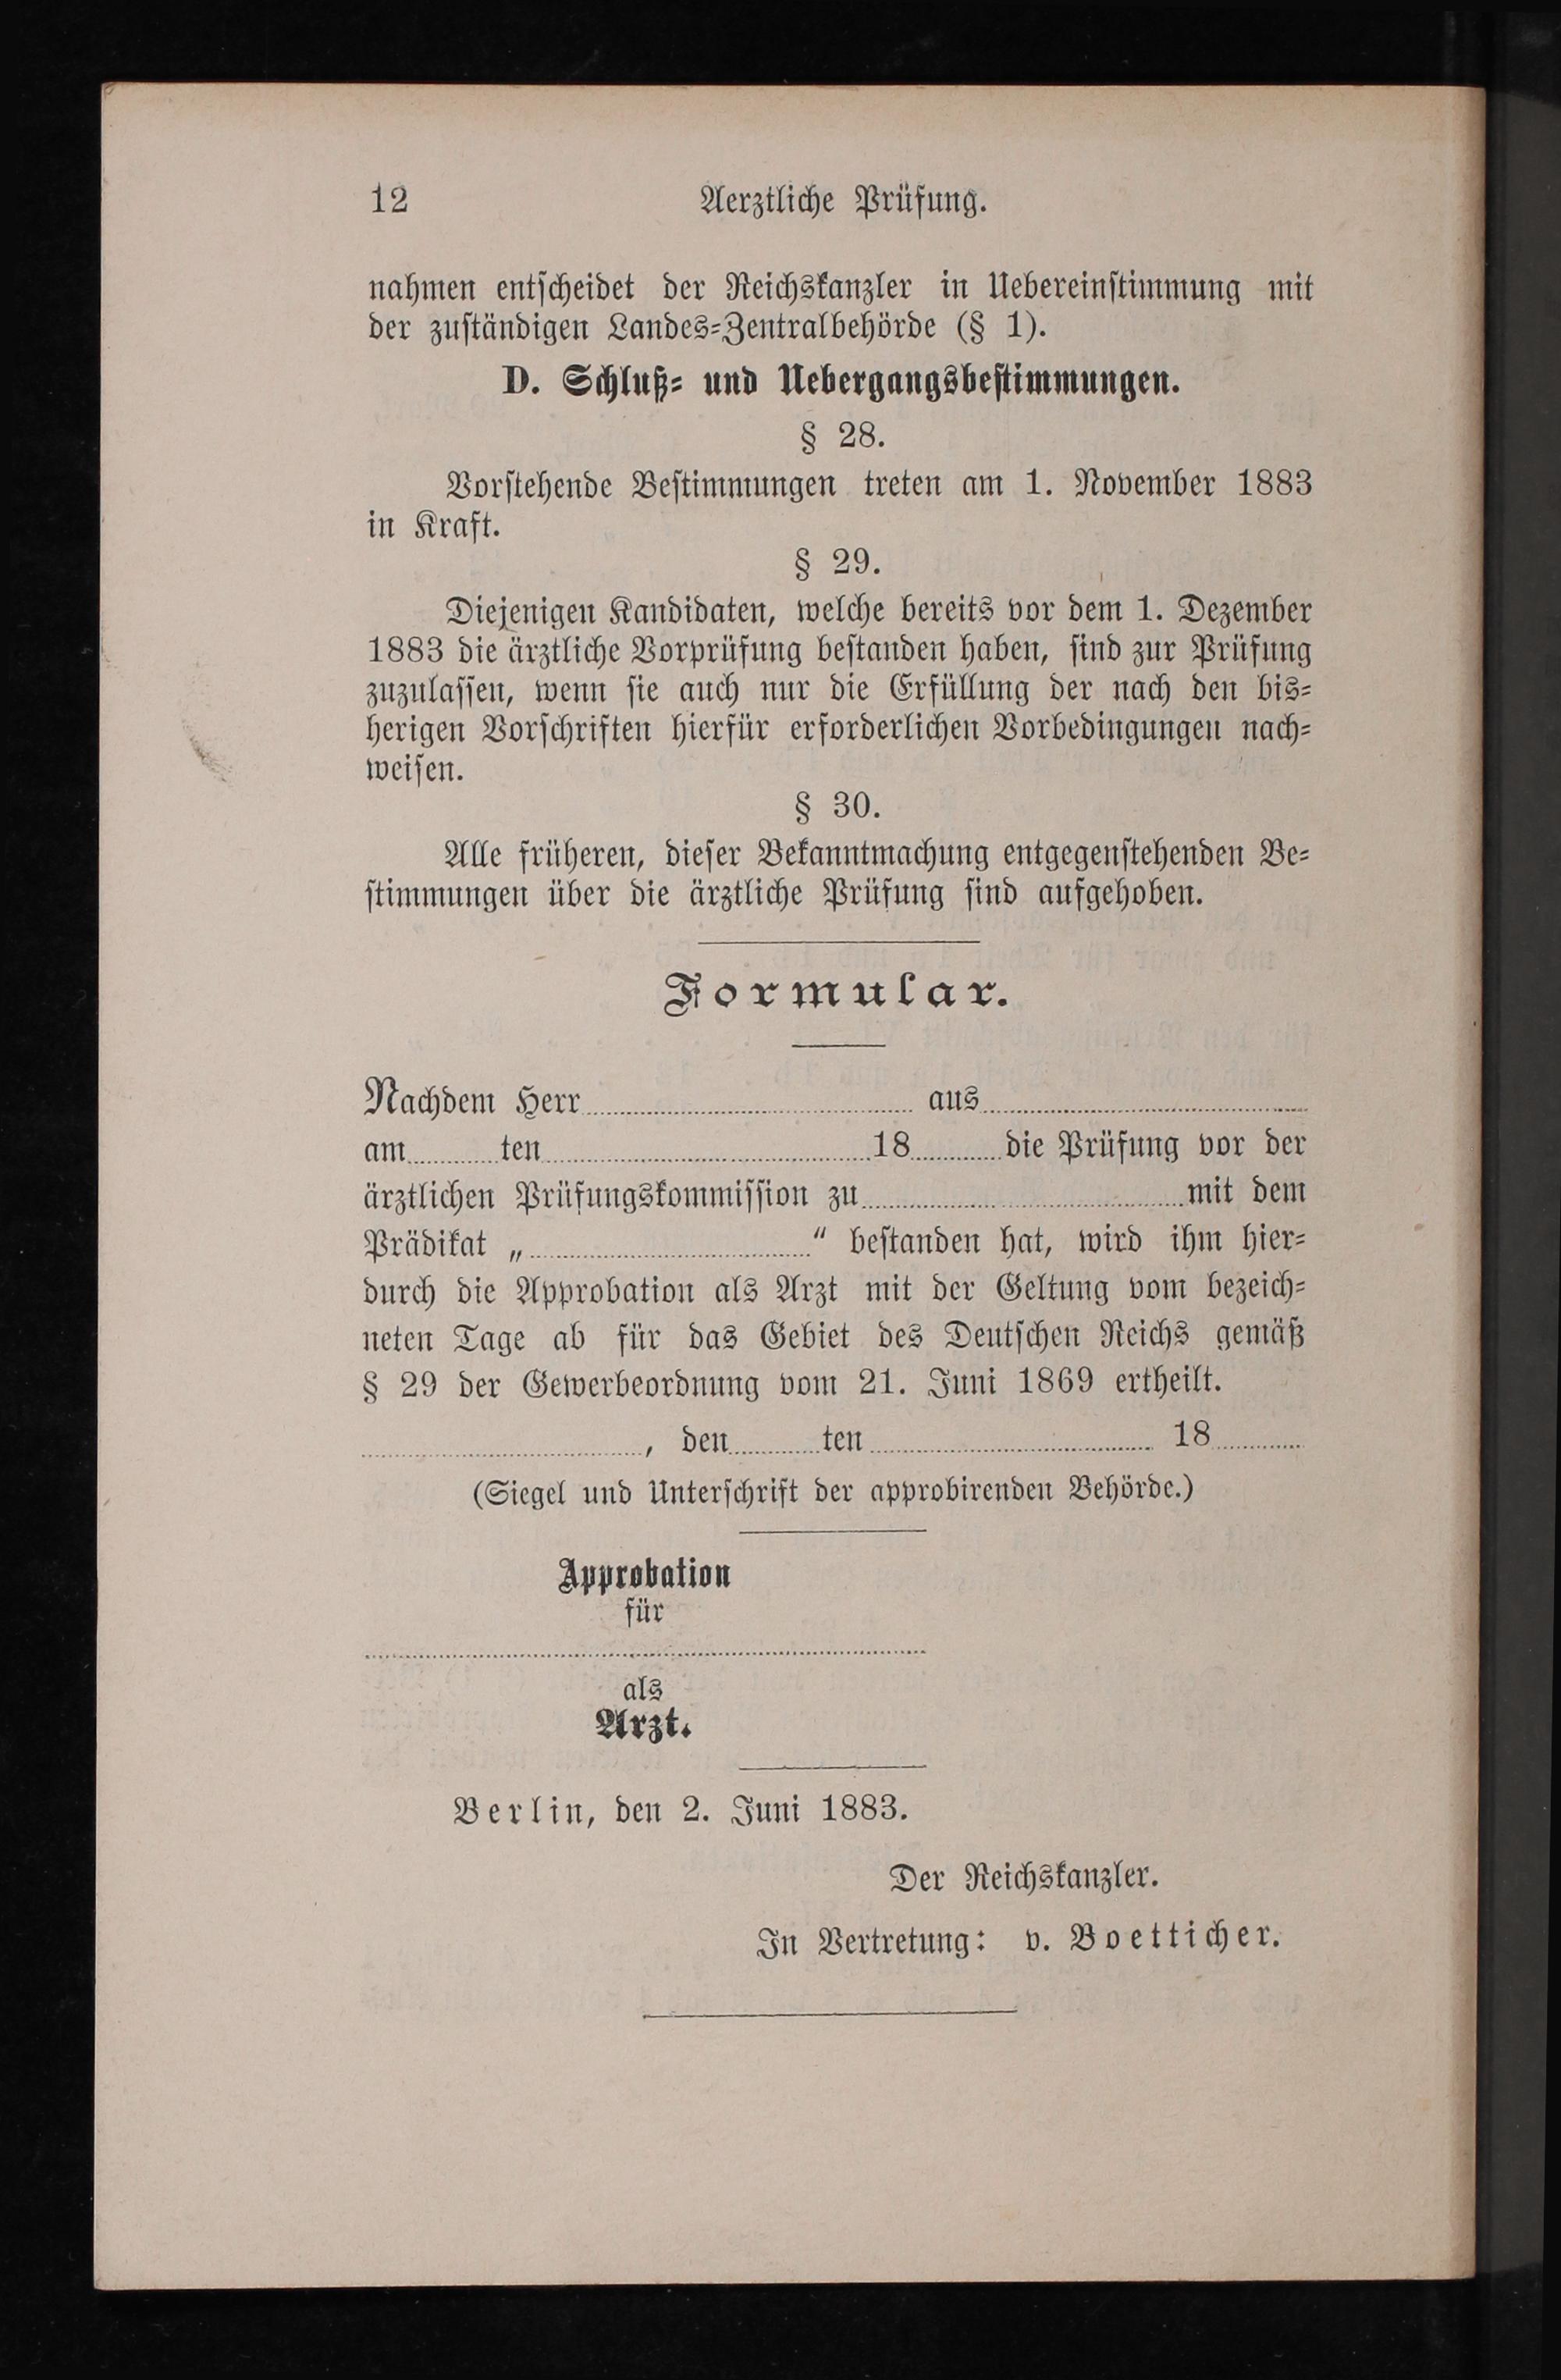 12 Aerztliche Prüfung.
nahmen entscheidet der Reichskanzler in Uebereinstimmung mit
der zuständigen Landes-Zentralbehörde (§ 1).
D. Schluß- und Uebergangsbestimmungen.
§ 28.
Vorstehende Bestimmungen treten am 1. November 1883
in Kraft.
§ 29.
Diejenigen Kandidaten, welche bereits vor dem 1. Dezember
1883 die ärztliche Vorprüfung bestanden haben, sind zur Prüfung
zuzulassen, wenn sie auch nur die Erfüllung der nach den bis-
herigen Vorschriften hierfür erforderlichen Vorbedingungen nach-
weisen.
§ 30.
Alle früheren, dieser Bekanntmachung entgegenstehenden Be-
stimmungen über die ärztliche Prüfung sind aufgehoben.
Formular.
Nachdem Herr........................ aus........................
am.......ten........................18.......die Prüfung vor der
ärztlichen Prüfungskommission zu........................mit dem
Prädikat „....................“ bestanden hat, wird ihm hier-
durch die Approbation als Arzt mit der Geltung vom bezeich-
neten Tage ab für das Gebiet des Deutschen Reichs gemäß
§ 29 der Gewerbeordnung vom 21. Juni 1869 ertheilt.
...................., den.......ten.................... 18.......
(Siegel und Unterschrift der approbirenden Behörde.)
Approbation
für
........................................
als
Arzt.
Berlin, den 2. Juni 1883.
Der Reichskanzler.
In Vertretung: v. Boetticher.